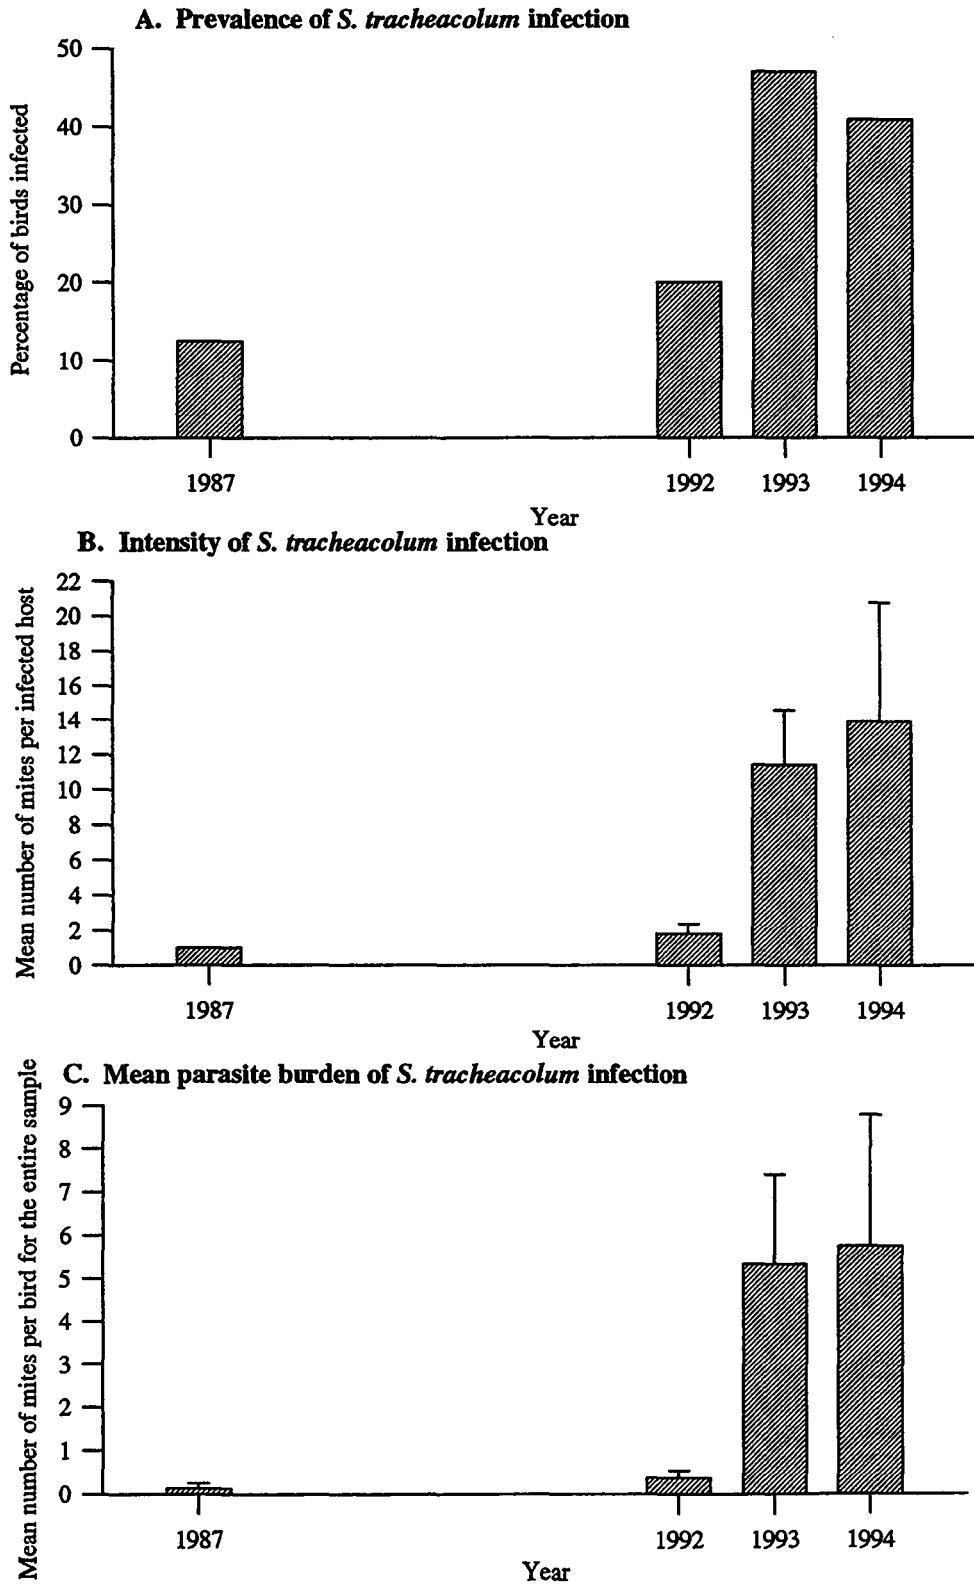 A. Prevalence of S. tracheacolum infection
Percentage of birds infected
50
40
30
20
10
0
1987 1992 1993 1994
Year
B. Intensity of S. tracheacolum infection
Mean number of mites per infected host
22
20
18
16
14
12
10
8
6
4
2
0
1987 1992 1993 1994
Year
C. Mean parasite burden of S. tracheacolum infection
Mean number of mites per bird for the entire sample
9
8
7
6
5
4
3
2
1
0
1987 1992 1993 1994
Year